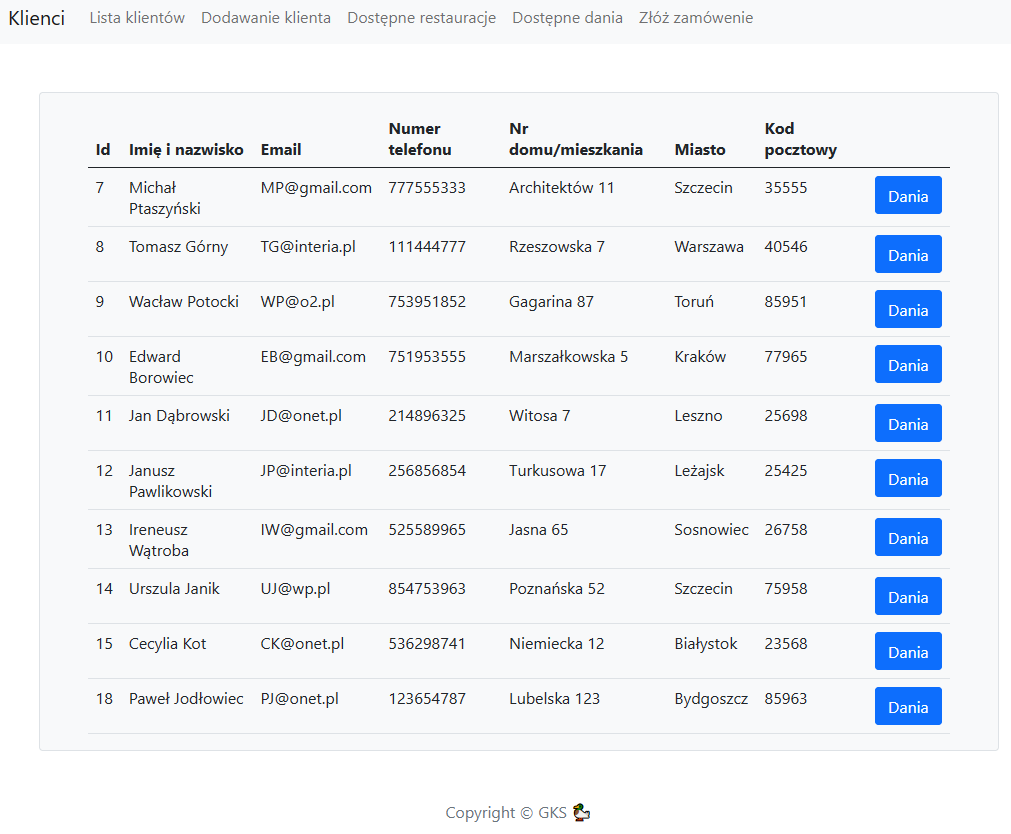 Klienci Lista klientów Dodawanie klienta Dostępne restauracje Dostępne dania Złóż zamówienie
Id Imię i nazwisko Email Numer telefonu Nr domu/mieszkania Miasto Kod pocztowy
7 Michał Ptaszyński MP@gmail.com 777555333 Architektów 11 Szczecin 35555 Dania
8 Tomasz Górny TG@interia.pl 111444777 Rzeszowska 7 Warszawa 40546 Dania
9 Wacław Potocki WP@o2.pl 753951852 Gagarina 87 Toruń 85951 Dania
10 Edward Borowiec EB@gmail.com 751953555 Marszałkowska 5 Kraków 77965 Dania
11 Jan Dąbrowski JD@onet.pl 214896325 Witosa 7 Leszno 25698 Dania
12 Janusz Pawlikowski JP@interia.pl 256856854 Turkusowa 17 Leżajsk 25425 Dania
13 Ireneusz Wątroba IW@gmail.com 525589965 Jasna 65 Sosnowiec 26758 Dania
14 Urszula Janik UJ@wp.pl 854753963 Poznańska 52 Szczecin 75958 Dania
15 Cecylia Kot CK@onet.pl 536298741 Niemiecka 12 Białystok 23568 Dania
18 Paweł Jodłowiec PJ@onet.pl 123654787 Lubelska 123 Bydgoszcz 85963 Dania
Copyright © GKS